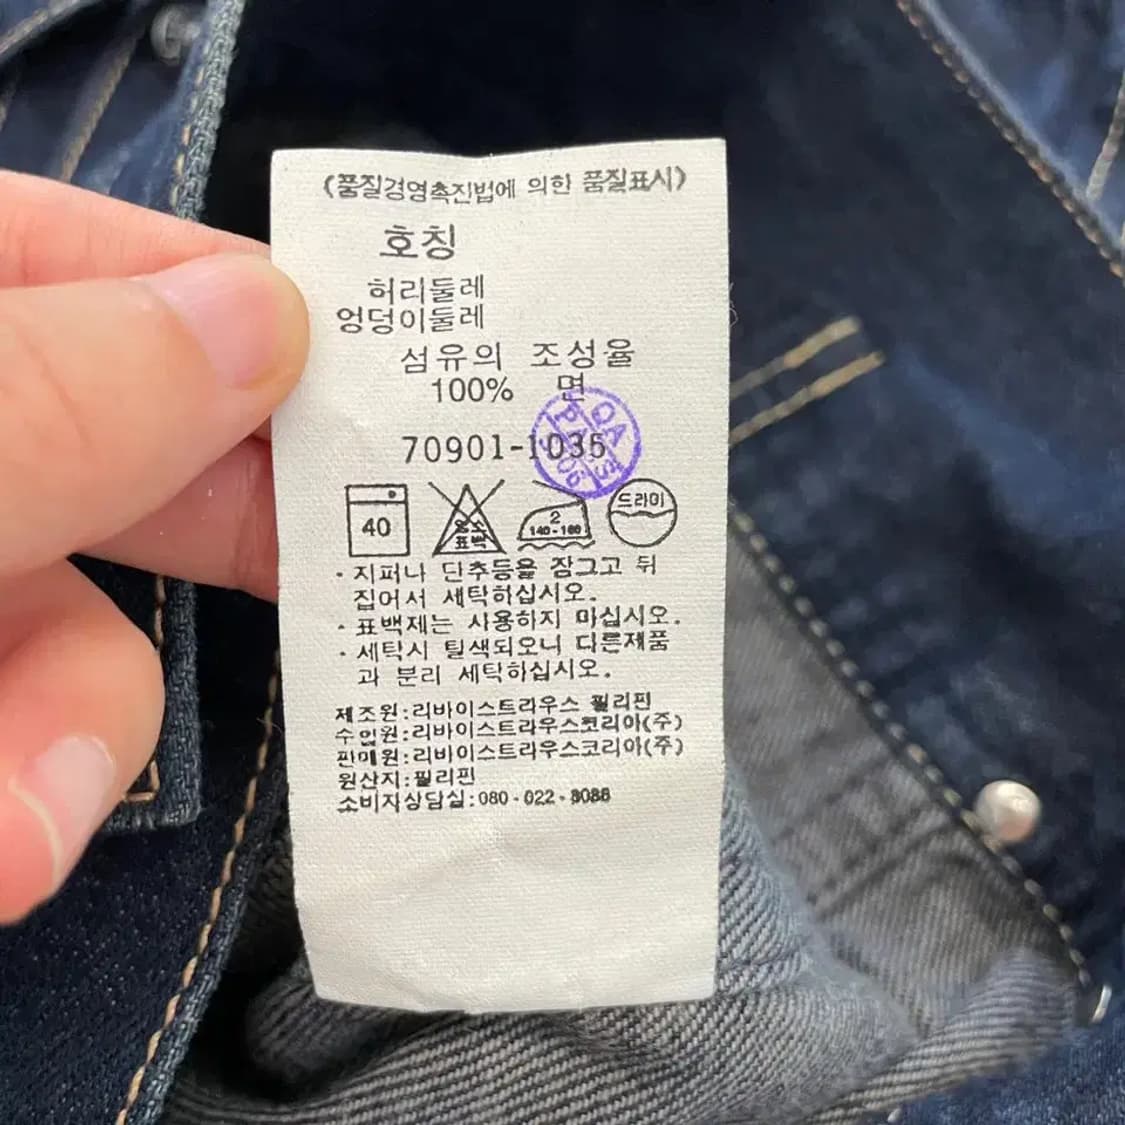 《품질경영촉진법에 의한 품질표시》
호칭
허리둘레
엉덩이둘레
섬유의 조성율
100% 면
70901-1035
QA
PASS
906
40
염소
표백
2
140-160
드라이
· 지퍼나 단추등을 잠그고 뒤
집어서 세탁하십시오.
· 표백제는 사용하지 마십시오.
· 세탁시 탈색되오니 다른제품
과 분리 세탁하십시오.
제조원:리바이스트라우스 필리핀
수입원:리바이스트라우스코리아(주)
판매원:리바이스트라우스코리아(주)
원산지:필리핀
소비자상담실:080-022-8086